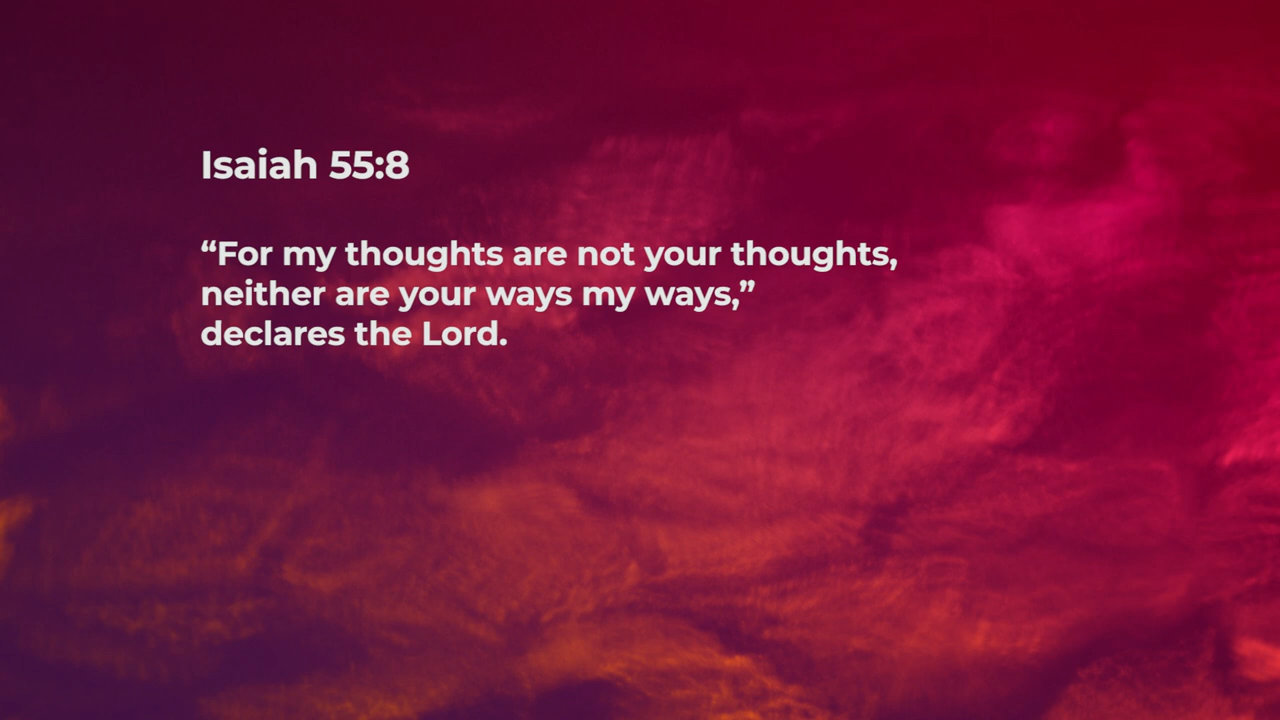 Isaiah 55:8
“For my thoughts are not your thoughts,
neither are your ways my ways,”
declares the Lord.